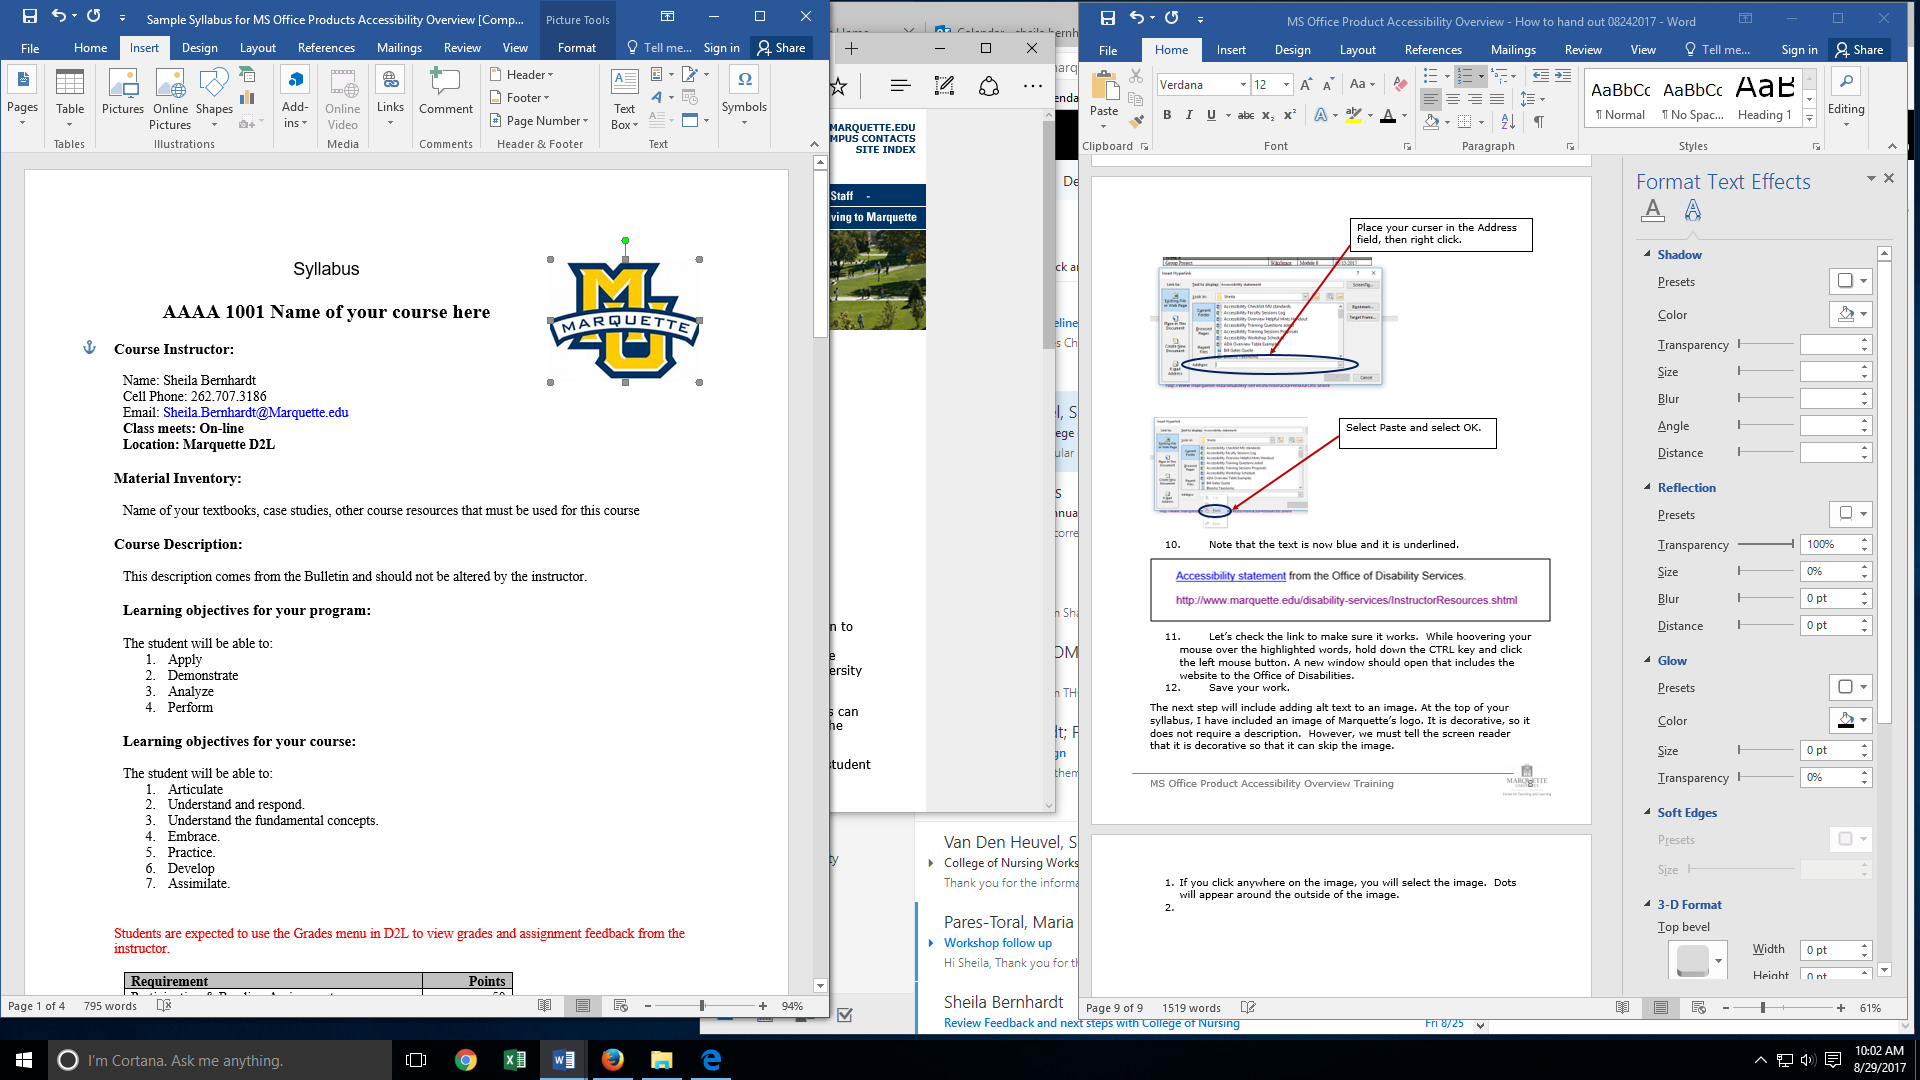 Sample Syllabus for MS Office Products Accessibility Overview [Comp...
Picture Tools
File Home Insert Design Layout References Mailings Review View Format Tell me... Sign in Share
Pages
Table
Pictures Online Pictures Shapes
Add-ins
Online Video
Links
Comment
Header
Footer
Page Number
Text Box
Symbols
Tables Illustrations Media Comments Header & Footer Text
Syllabus
AAAA 1001 Name of your course here
MARQUETTE
Course Instructor:
Name: Sheila Bernhardt
Cell Phone: 262.707.3186
Email: Sheila.Bernhardt@Marquette.edu
Class meets: On-line
Location: Marquette D2L
Material Inventory:
Name of your textbooks, case studies, other course resources that must be used for this course
Course Description:
This description comes from the Bulletin and should not be altered by the instructor.
Learning objectives for your program:
The student will be able to:
1. Apply
2. Demonstrate
3. Analyze
4. Perform
Learning objectives for your course:
The student will be able to:
1. Articulate
2. Understand and respond.
3. Understand the fundamental concepts.
4. Embrace.
5. Practice.
6. Develop
7. Assimilate.
Students are expected to use the Grades menu in D2L to view grades and assignment feedback from the
instructor.
Requirement Points
Page 1 of 4 795 words 94%
MARQUETTE.EDU
MPUS CONTACTS
SITE INDEX
Staff -
ving to Marquette
n to
e
ersity
s can
he
student
Van Den Heuvel, S
College of Nursing Works
Thank you for the informa
Pares-Toral, Maria
Workshop follow up
Hi Sheila, Thank you for th
Sheila Bernhardt
Review Feedback and next steps with College of Nursing
Fri 8/25
MS Office Product Accessibility Overview - How to hand out 08242017 - Word
File Home Insert Design Layout References Mailings Review View Tell me... Sign in Share
Paste
Verdana 12
AaBbCc AaBbCc AaB
¶ Normal ¶ No Spac... Heading 1
Editing
Clipboard Font Paragraph Styles
Place your curser in the Address
field, then right click.
Select Paste and select OK.
10. Note that the text is now blue and it is underlined.
Accessibility statement from the Office of Disability Services.
http://www.marquette.edu/disability-services/InstructorResources.shtml
11. Let's check the link to make sure it works. While hoovering your
mouse over the highlighted words, hold down the CTRL key and click
the left mouse button. A new window should open that includes the
website to the Office of Disabilities.
12. Save your work.
The next step will include adding alt text to an image. At the top of your
syllabus, I have included an image of Marquette's logo. It is decorative, so it
does not require a description. However, we must tell the screen reader
that it is decorative so that it can skip the image.
MS Office Product Accessibility Overview Training
1. If you click anywhere on the image, you will select the image. Dots
will appear around the outside of the image.
2.
Page 9 of 9 1519 words 61%
Format Text Effects
Shadow
Presets
Color
Transparency
Size
Blur
Angle
Distance
Reflection
Presets
Transparency 100%
Size 0%
Blur 0 pt
Distance 0 pt
Glow
Presets
Color
Size 0 pt
Transparency 0%
Soft Edges
Presets
Size
3-D Format
Top bevel
Width 0 pt
Height 0 pt
I'm Cortana. Ask me anything.
10:02 AM
8/29/2017